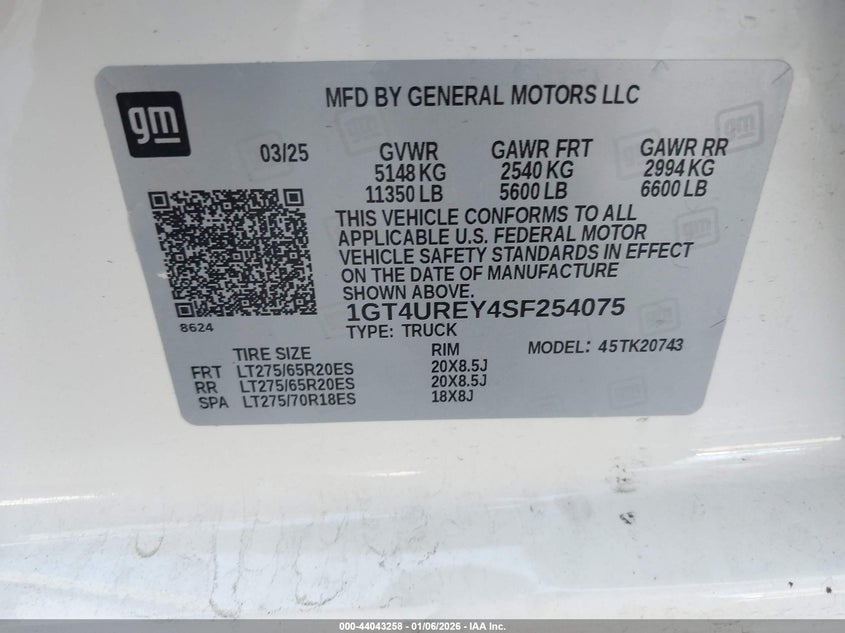 gm
MFD BY GENERAL MOTORS LLC
03/25 GVWR GAWR FRT GAWR RR
5148 KG 2540 KG 2994 KG
11350 LB 5600 LB 6600 LB
THIS VEHICLE CONFORMS TO ALL
APPLICABLE U.S. FEDERAL MOTOR
VEHICLE SAFETY STANDARDS IN EFFECT
ON THE DATE OF MANUFACTURE
SHOWN ABOVE.
1GT4UREY4SF254075
8624 TYPE: TRUCK
TIRE SIZE RIM MODEL: 45TK20743
FRT LT275/65R20ES 20X8.5J
RR LT275/65R20ES 20X8.5J
SPA LT275/70R18ES 18X8J
000-44043258 - 01/06/2026 - IAA Inc.